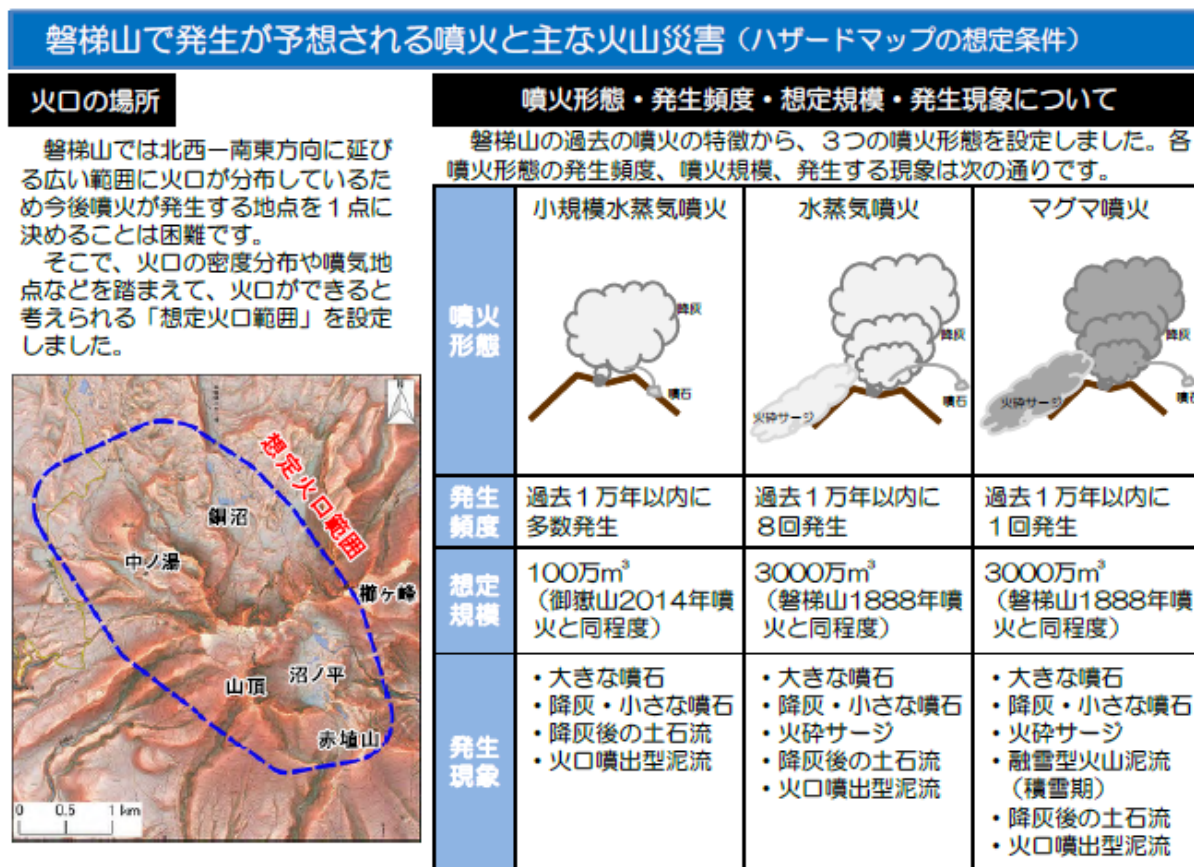 磐梯山で発生が予想される噴火と主な火山災害（ハザードマップの想定条件）
火口の場所
磐梯山では北西－南東方向に延び
る広い範囲に火口が分布しているた
め今後噴火が発生する地点を１点に
決めることは困難です。
そこで、火口の密度分布や噴気地
点などを踏まえて、火口ができると
考えられる「想定火口範囲」を設定
しました。
N
想定火口範囲
銅沼
中ノ湯
櫛ヶ峰
山頂
沼ノ平
赤埴山
0 0.5 1 km
噴火形態・発生頻度・想定規模・発生現象について
磐梯山の過去の噴火の特徴から、３つの噴火形態を設定しました。各
噴火形態の発生頻度、噴火規模、発生する現象は次の通りです。
噴火
形態
小規模水蒸気噴火
降灰
噴石
水蒸気噴火
降灰
噴石
火砕サージ
マグマ噴火
降灰
噴石
火砕サージ
発生
頻度
過去１万年以内に
多数発生
過去１万年以内に
８回発生
過去１万年以内に
１回発生
想定
規模
100万m³
（御嶽山2014年噴
火と同程度）
3000万m³
（磐梯山1888年噴
火と同程度）
3000万m³
（磐梯山1888年噴
火と同程度）
発生
現象
・大きな噴石
・降灰・小さな噴石
・降灰後の土石流
・火口噴出型泥流
・大きな噴石
・降灰・小さな噴石
・火砕サージ
・降灰後の土石流
・火口噴出型泥流
・大きな噴石
・降灰・小さな噴石
・火砕サージ
・融雪型火山泥流
（積雪期）
・降灰後の土石流
・火口噴出型泥流